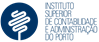 INSTITUTO
SUPERIOR
DE CONTABILIDADE
E ADMINISTRAÇÃO
DO PORTO